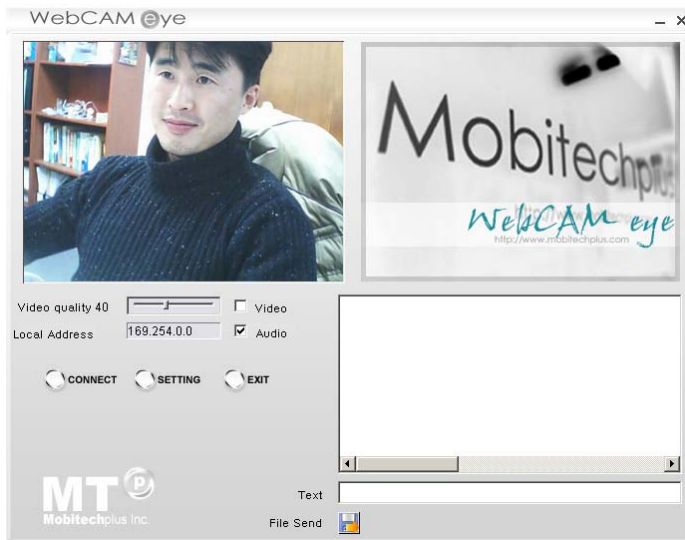 WebCAM eye
Mobitechplus
WebCAM eye
http://www.mobitechplus.com
Video quality 40
Video
Local Address
169.254.0.0
Audio
CONNECT
SETTING
EXIT
MTP
Mobitechplus Inc.
Text
File Send